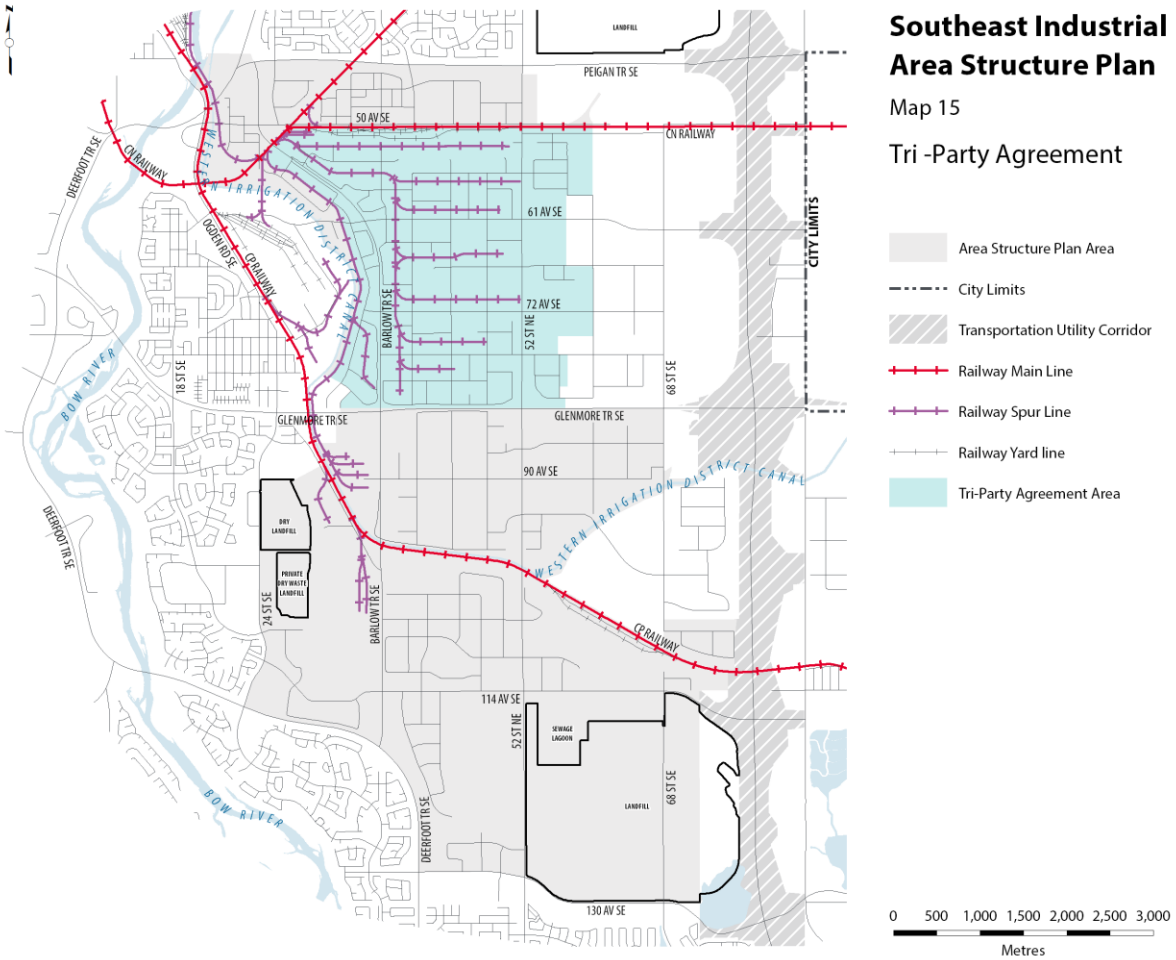 N
Southeast Industrial
Area Structure Plan
Map 15
Tri -Party Agreement
Area Structure Plan Area
City Limits
Transportation Utility Corridor
Railway Main Line
Railway Spur Line
Railway Yard line
Tri-Party Agreement Area
0 500 1,000 1,500 2,000 2,500 3,000
Metres
LANDFILL
PEIGAN TR SE
50 AV SE
CN RAILWAY
DEERFOOT TR SE
CN RAILWAY
WESTERN IRRIGATION DISTRICT CANAL
OGDEN RD SE
CP RAILWAY
61 AV SE
CITY LIMITS
BARLOW TR SE
72 AV SE
52 ST NE
68 ST SE
18 ST SE
BOW RIVER
GLENMORE TR SE
GLENMORE TR SE
90 AV SE
WESTERN IRRIGATION DISTRICT CANAL
DEERFOOT TR SE
DRY
LANDFILL
PRIVATE
DRY WASTE
LANDFILL
24 ST SE
BARLOW TR SE
CP RAILWAY
114 AV SE
52 ST NE
SEWAGE
LAGOON
68 ST SE
LANDFILL
BOW RIVER
DEERFOOT TR SE
130 AV SE